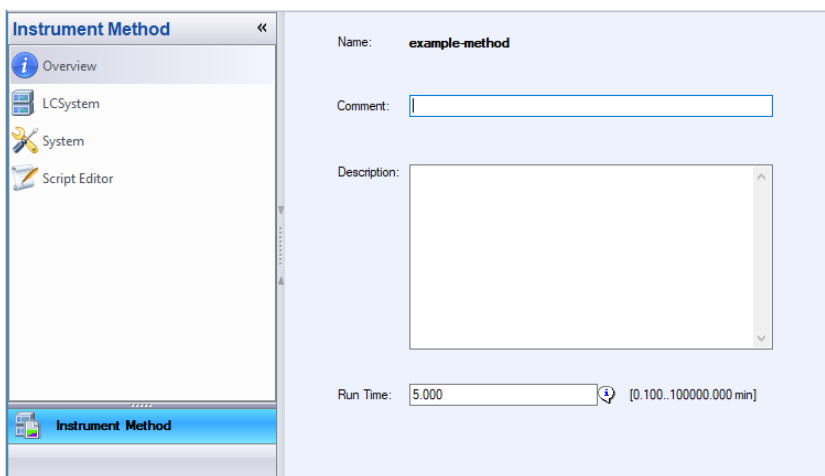 Instrument Method «
Overview
LCSystem
System
Script Editor
Instrument Method
Name: example-method
Comment:
Description:
Run Time: 5.000 [0.100..100000.000 min]